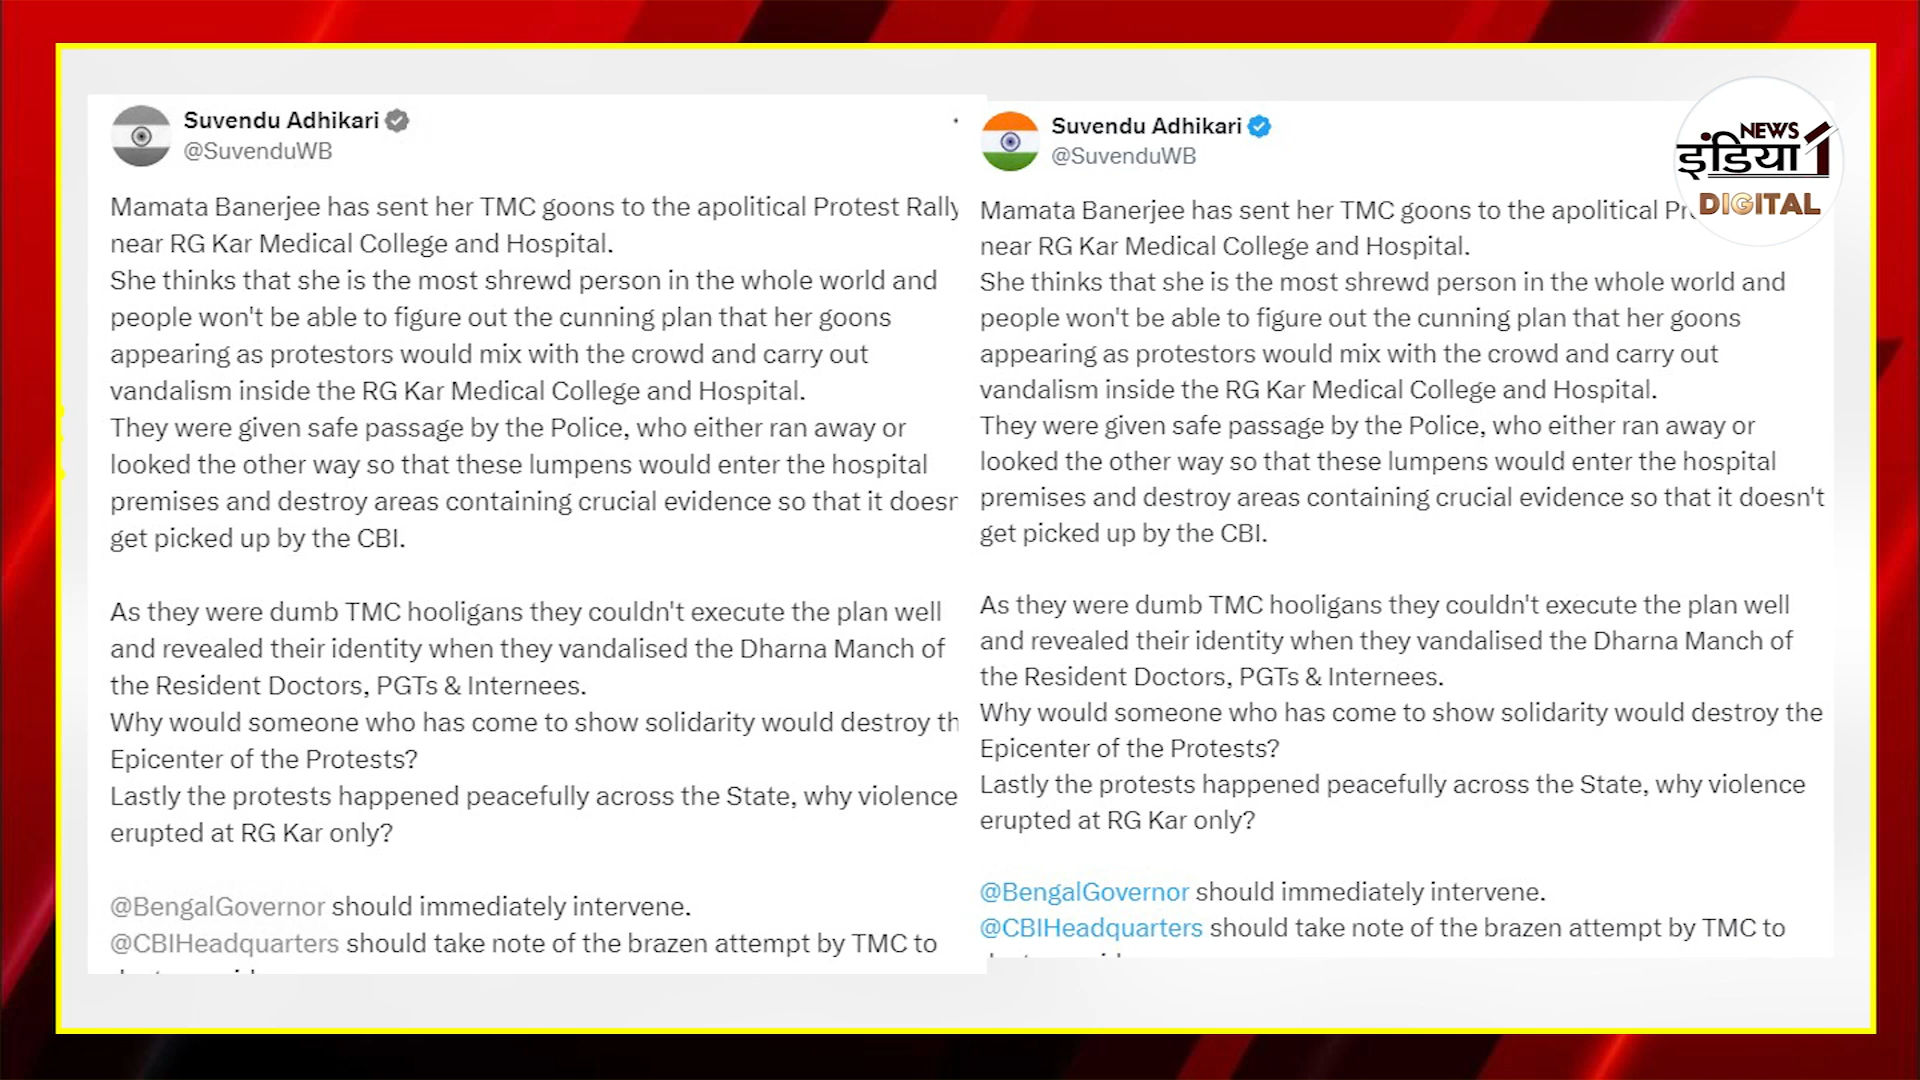 Suvendu Adhikari
@SuvenduWB
Mamata Banerjee has sent her TMC goons to the apolitical Protest Rally
near RG Kar Medical College and Hospital.
She thinks that she is the most shrewd person in the whole world and
people won't be able to figure out the cunning plan that her goons
appearing as protestors would mix with the crowd and carry out
vandalism inside the RG Kar Medical College and Hospital.
They were given safe passage by the Police, who either ran away or
looked the other way so that these lumpens would enter the hospital
premises and destroy areas containing crucial evidence so that it
get picked up by the CBI.
As they were dumb TMC hooligans they couldn't execute the plan well
and revealed their identity when they vandalised the Dharna Manch of
the Resident Doctors, PGTs & Internees.
Why would someone who has come to show solidarity would destroy
Epicenter of the Protests?
Lastly the protests happened peacefully across the State, why violence
erupted at RG Kar only?
@BengalGovernor should immediately intervene.
@CBIHeadquarters should take note of the brazen attempt by TMC to
Suvendu Adhikari
@SuvenduWB
Mamata Banerjee has sent her TMC goons to the apolitical
near RG Kar Medical College and Hospital.
She thinks that she is the most shrewd person in the whole world and
people won't be able to figure out the cunning plan that her goons
appearing as protestors would mix with the crowd and carry out
vandalism inside the RG Kar Medical College and Hospital.
They were given safe passage by the Police, who either ran away or
looked the other way so that these lumpens would enter the hospital
premises and destroy areas containing crucial evidence so that it doesn't
get picked up by the CBI.
As they were dumb TMC hooligans they couldn't execute the plan well
and revealed their identity when they vandalised the Dharna Manch of
the Resident Doctors, PGTs & Internees.
Why would someone who has come to show solidarity would destroy the
Epicenter of the Protests?
Lastly the protests happened peacefully across the State, why violence
erupted at RG Kar only?
@BengalGovernor should immediately intervene.
@CBIHeadquarters should take note of the brazen attempt by TMC to
NEWS
इंडिया 1
DIGITAL